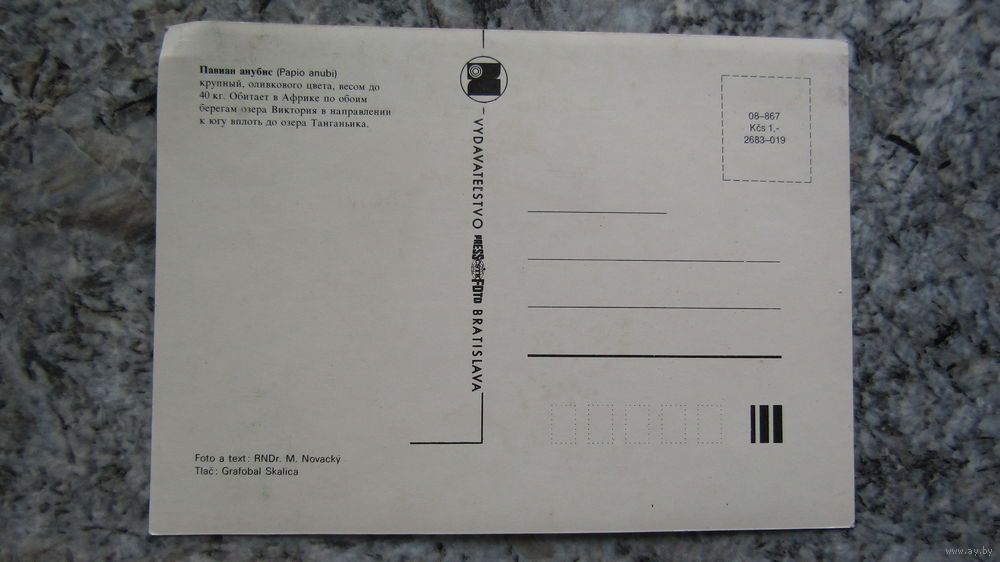 Павиан анубис (Papio anubi)
крупный, оливкового цвета, весом до
40 кг. Обитает в Африке по обоим
берегам озера Виктория в направлении
к югу вплоть до озера Танганьика.
Foto a text: RNDr. M. Novacký
Tlač: Grafobal Skalica
VYDAVATEĽSTVO PRESSFOTO BRATISLAVA
08–867
Kčs 1,-
2683–019
www.ay.by